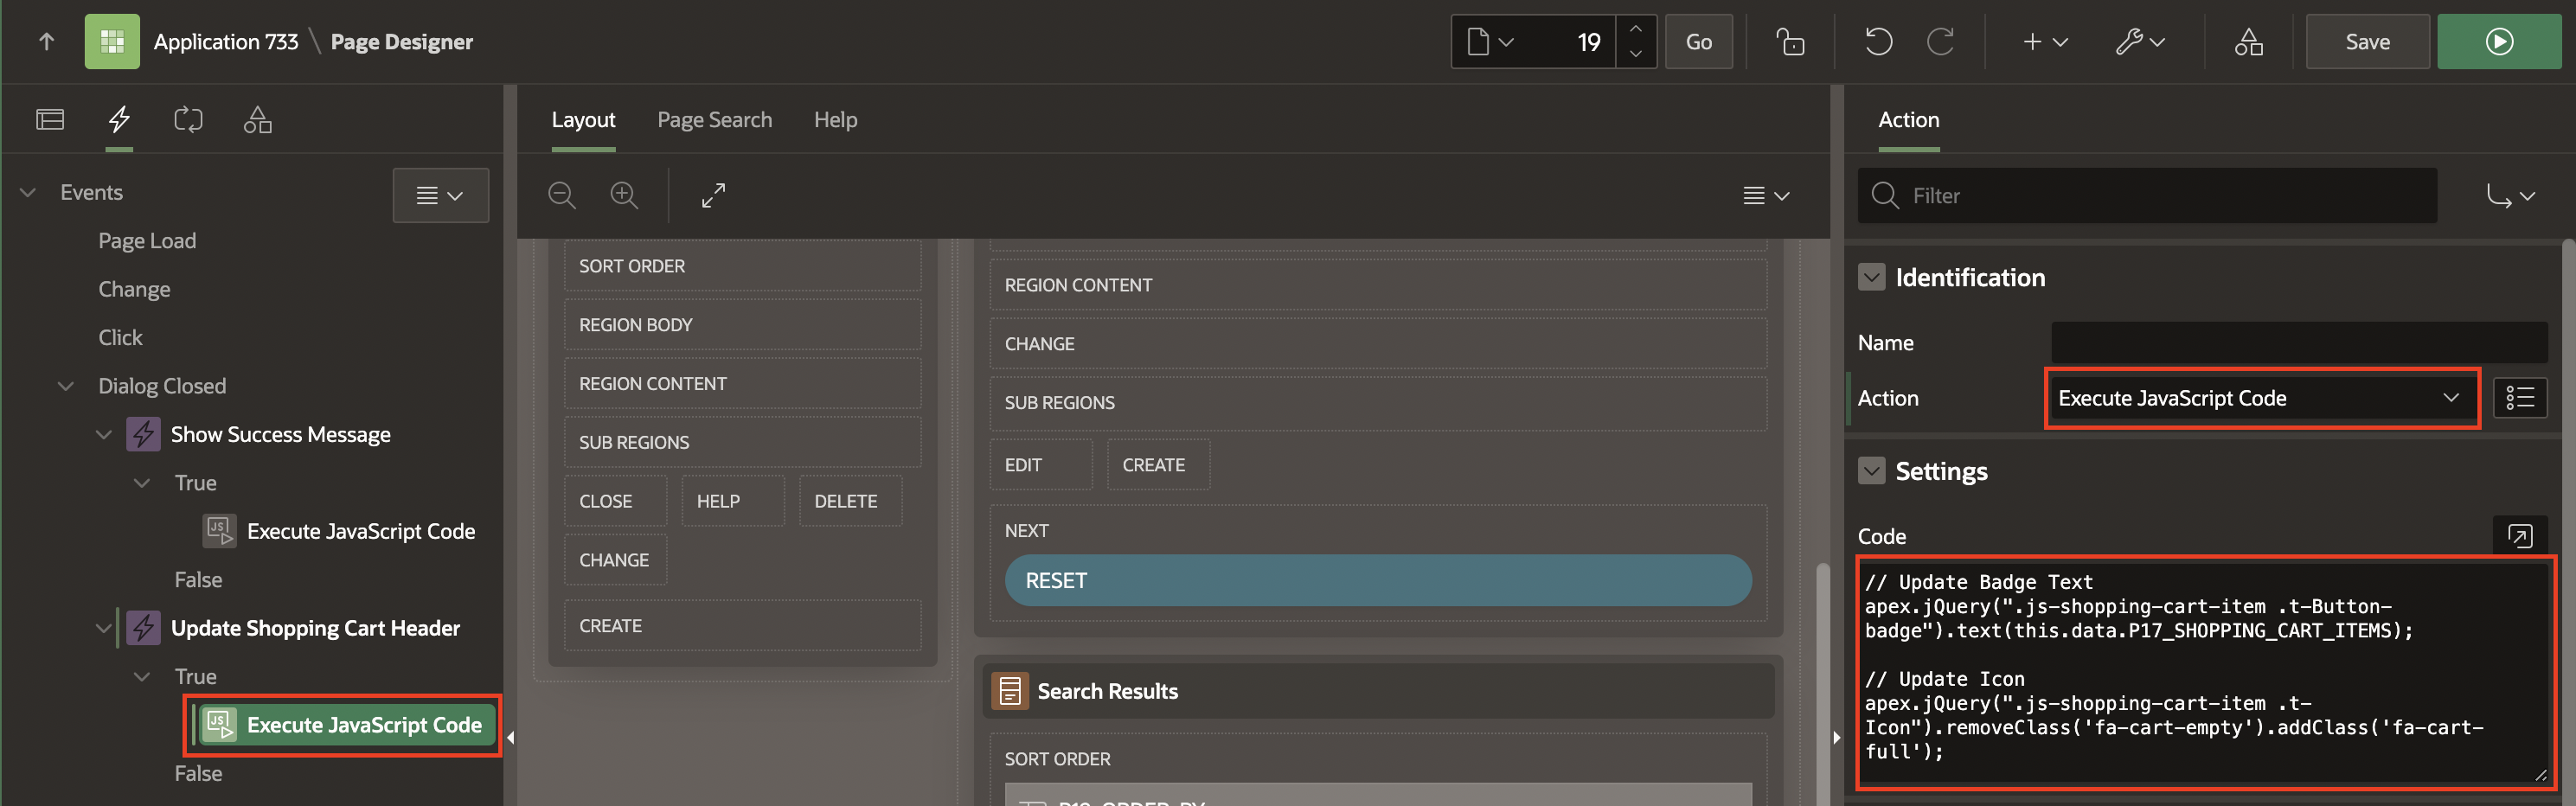 Application 733 \ Page Designer
19
Go
Save
Events
Page Load
Change
Click
Dialog Closed
Show Success Message
True
Execute JavaScript Code
False
Update Shopping Cart Header
True
Execute JavaScript Code
False
Layout
Page Search
Help
SORT ORDER
REGION BODY
REGION CONTENT
SUB REGIONS
CLOSE
HELP
DELETE
CHANGE
CREATE
REGION CONTENT
CHANGE
SUB REGIONS
EDIT
CREATE
NEXT
RESET
Search Results
SORT ORDER
Action
Filter
Identification
Name
Action
Execute JavaScript Code
Settings
Code
// Update Badge Text
apex.jQuery(".js-shopping-cart-item .t-Button-
badge").text(this.data.P17_SHOPPING_CART_ITEMS);
// Update Icon
apex.jQuery(".js-shopping-cart-item .t-
Icon").removeClass('fa-cart-empty').addClass('fa-cart-
full');